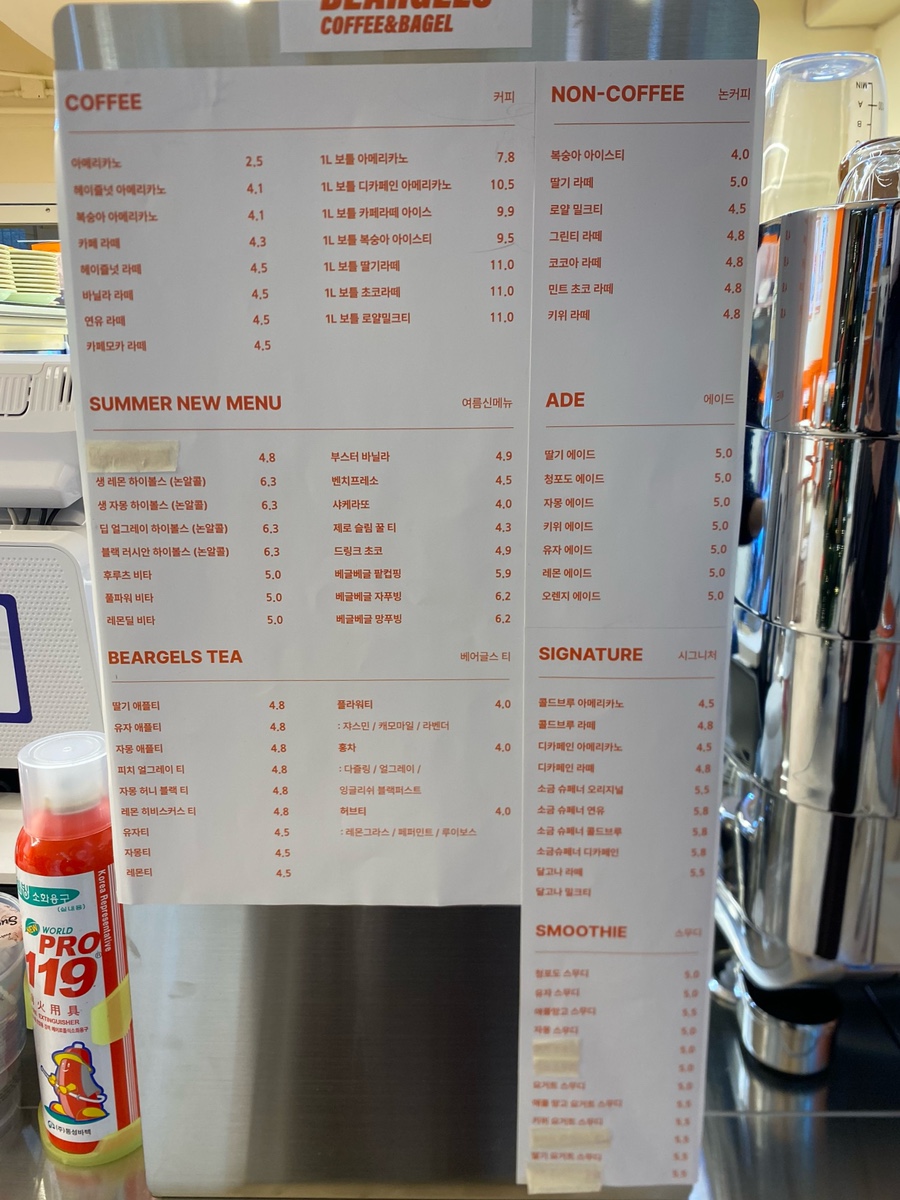 BEARGELS
COFFEE&BAGEL
COFFEE 커피
아메리카노 2.5
헤이즐넛 아메리카노 4.1
복숭아 아메리카노 4.1
카페 라떼 4.3
헤이즐넛 라떼 4.5
바닐라 라떼 4.5
연유 라떼 4.5
카페모카 라떼 4.5
1L 보틀 아메리카노 7.8
1L 보틀 디카페인 아메리카노 10.5
1L 보틀 카페라떼 아이스 9.9
1L 보틀 복숭아 아이스티 9.5
1L 보틀 딸기라떼 11.0
1L 보틀 초코라떼 11.0
1L 보틀 로얄밀크티 11.0
SUMMER NEW MENU 여름신메뉴
4.8
생 레몬 하이볼스 (논알콜) 6.3
생 자몽 하이볼스 (논알콜) 6.3
딥 얼그레이 하이볼스 (논알콜) 6.3
블랙 러시안 하이볼스 (논알콜) 6.3
후루츠 비타 5.0
풀파워 비타 5.0
레몬딜 비타 5.0
부스터 바닐라 4.9
벤치프레소 4.5
샤케라또 4.0
제로 슬림 꿀 티 4.3
드링크 초코 4.9
베글베글 팥컵핑 5.9
베글베글 자푸빙 6.2
베글베글 망푸빙 6.2
BEARGELS TEA 베어글스 티
딸기 애플티 4.8
유자 애플티 4.8
자몽 애플티 4.8
피치 얼그레이 티 4.8
자몽 허니 블랙 티 4.8
레몬 히비스커스 티 4.8
유자티 4.5
자몽티 4.5
레몬티 4.5
플라워티 4.0
: 쟈스민 / 캐모마일 / 라벤더
홍차 4.0
: 다즐링 / 얼그레이 /
잉글리쉬 블랙퍼스트
허브티 4.0
: 레몬그라스 / 페퍼민트 / 루이보스
NON-COFFEE 논커피
복숭아 아이스티 4.0
딸기 라떼 5.0
로얄 밀크티 4.5
그린티 라떼 4.8
코코아 라떼 4.8
민트 초코 라떼 4.8
키위 라떼 4.8
ADE 에이드
딸기 에이드 5.0
청포도 에이드 5.0
자몽 에이드 5.0
키위 에이드 5.0
유자 에이드 5.0
레몬 에이드 5.0
오렌지 에이드 5.0
SIGNATURE 시그니처
콜드브루 아메리카노 4.5
콜드브루 라떼 4.8
디카페인 아메리카노 4.5
디카페인 라떼 4.8
소금 슈페너 오리지널 5.5
소금 슈페너 연유 5.8
소금 슈페너 콜드브루 5.8
소금슈페너 디카페인 5.8
달고나 라떼 5.5
달고나 밀크티
SMOOTHIE 스무디
청포도 스무디 5.0
유자 스무디 5.0
애플망고 스무디 5.5
자몽 스무디 5.0
5.0
5.0
요거트 스무디 5.0
애플 망고 요거트 스무디 5.5
키위 요거트 스무디 5.5
5.5
딸기 요거트 스무디 5.5
5.5
소화용구
(실내용)
Korea Representative
NEW WORLD
PRO
119
火用具
EXTINGUISHER
MIN